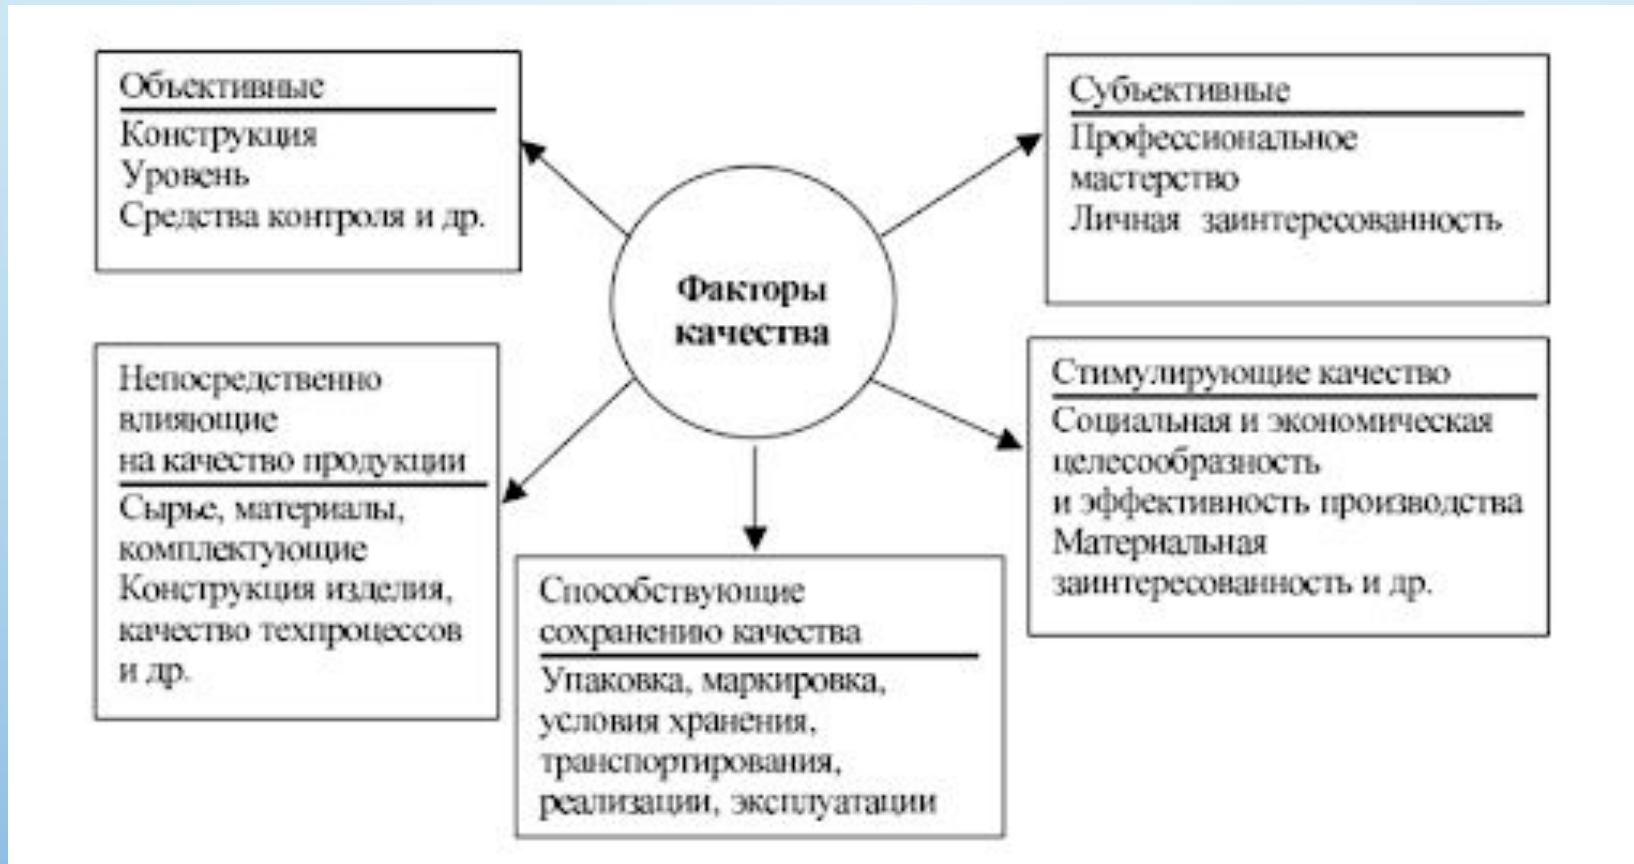 Объективные
Конструкция
Уровень
Средства контроля и др.
Субъективные
Профессиональное
мастерство
Личная заинтересованность
Факторы
качества
Непосредственно
влияющие
на качество продукции
Сырье, материалы,
комплектующие
Конструкция изделия,
качество техпроцессов
и др.
Способствующие
сохранению качества
Упаковка, маркировка,
условия хранения,
транспортирования,
реализации, эксплуатации
Стимулирующие качество
Социальная и экономическая
целесообразность
и эффективность производства
Материальная
заинтересованность и др.